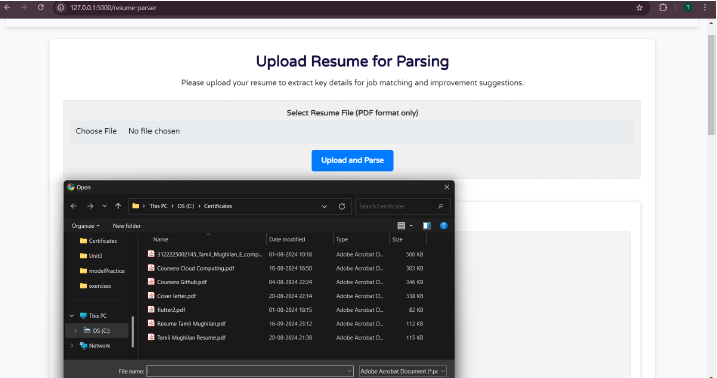 127.0.0.1:5000/resume-parser
T
Upload Resume for Parsing
Please upload your resume to extract key details for job matching and improvement suggestions.
Select Resume File (PDF format only)
Choose File No file chosen
Upload and Parse
Open
This PC › OS (C:) › Certificates
Search Certificates
Organize New folder
Name Date modified Type Size
Certificates
Unit3
modelPractice
exercises
This PC
OS (C:)
Network
3122225002145_Tamil_Mughilan_E_comp... 01-08-2024 10:18 Adobe Acrobat D... 500 KB
Coursera Cloud Computing.pdf 16-08-2024 16:50 Adobe Acrobat D... 303 KB
Coursera Github.pdf 04-08-2024 22:24 Adobe Acrobat D... 346 KB
Cover letter.pdf 20-08-2024 22:14 Adobe Acrobat D... 338 KB
flutter2.pdf 01-08-2024 18:15 Adobe Acrobat D... 82 KB
Resume Tamil Mughilan.pdf 16-09-2024 23:12 Adobe Acrobat D... 112 KB
Tamil Mughilan Resume.pdf 20-08-2024 21:38 Adobe Acrobat D... 115 KB
File name: Adobe Acrobat Document (*.pc